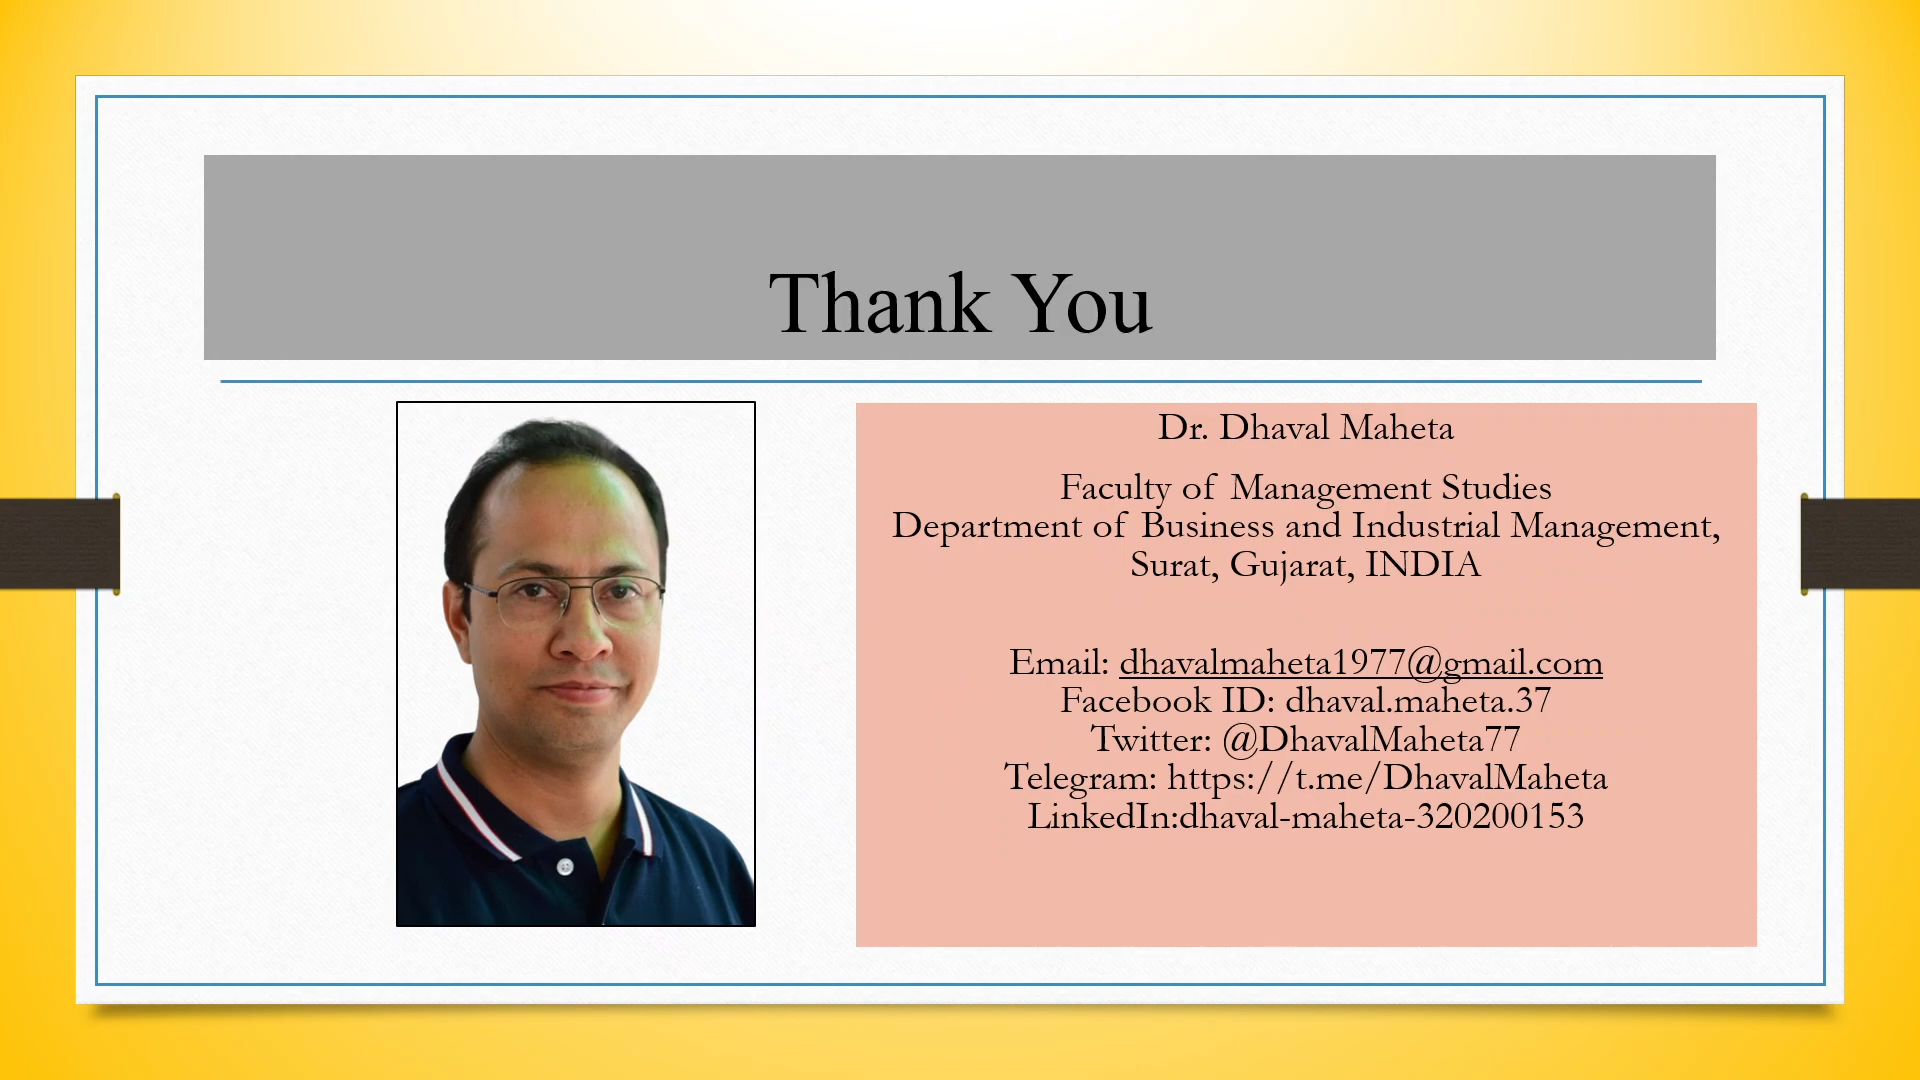 Thank You
Dr. Dhaval Maheta
Faculty of Management Studies
Department of Business and Industrial Management,
Surat, Gujarat, INDIA
Email: dhavalmaheta1977@gmail.com
Facebook ID: dhaval.maheta.37
Twitter: @DhavalMaheta77
Telegram: https://t.me/DhavalMaheta
LinkedIn:dhaval-maheta-320200153